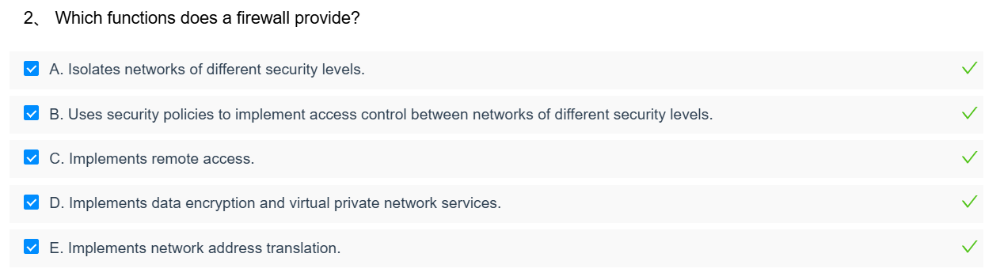 2、 Which functions does a firewall provide?
A. Isolates networks of different security levels.
B. Uses security policies to implement access control between networks of different security levels.
C. Implements remote access.
D. Implements data encryption and virtual private network services.
E. Implements network address translation.